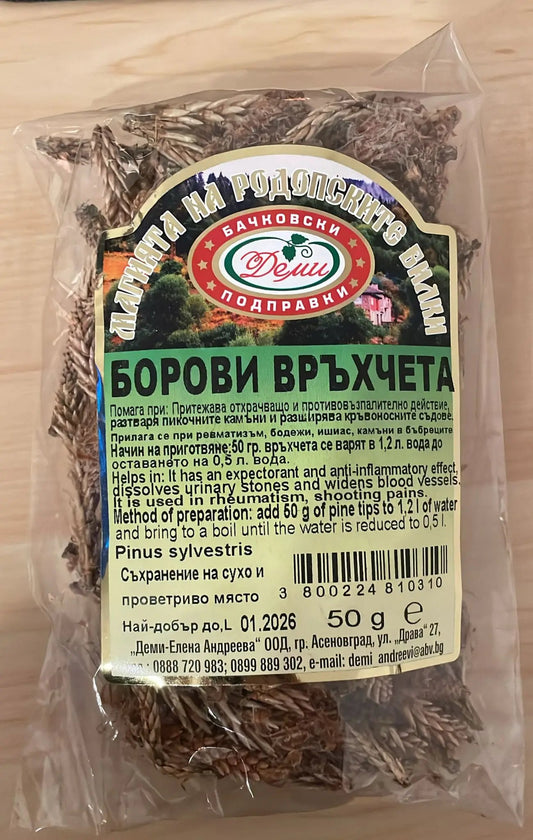 МАГИЯТА НА РОДОПСКИТЕ БИЛКИ
БАЧКОВСКИ
Деми
ПОДПРАВКИ
БОРОВИ ВРЪХЧЕТА
Помага при: Притежава отхрачващо и противовъзпалително действие,
разтваря пикочните камъни и разширява кръвоносните съдове.
Прилага се при ревматизъм, бодежи, ишиас, камъни в бъбреците
Начин на приготвяне:50 гр. връхчета се варят в 1,2 л. вода до
оставането на 0,5 л. вода.
Helps in: It has an expectorant and anti-inflammatory effect,
dissolves urinary stones and widens blood vessels.
It is used in rheumatism, shooting pains.
Method of preparation: add 50 g of pine tips to 1,2 l of water
and bring to a boil until the water is reduced to 0,5 l.
Pinus sylvestris
Съхранение на сухо и
проветриво място
3 800224 810310
Най-добър до,L 01.2026 50 g e
„Деми-Елена Андреева“ ООД, гр. Асеновград, ул. „Драва“ 27,
: 0888 720 983; 0899 889 302, e-mail: demi_andreevi@abv.bg